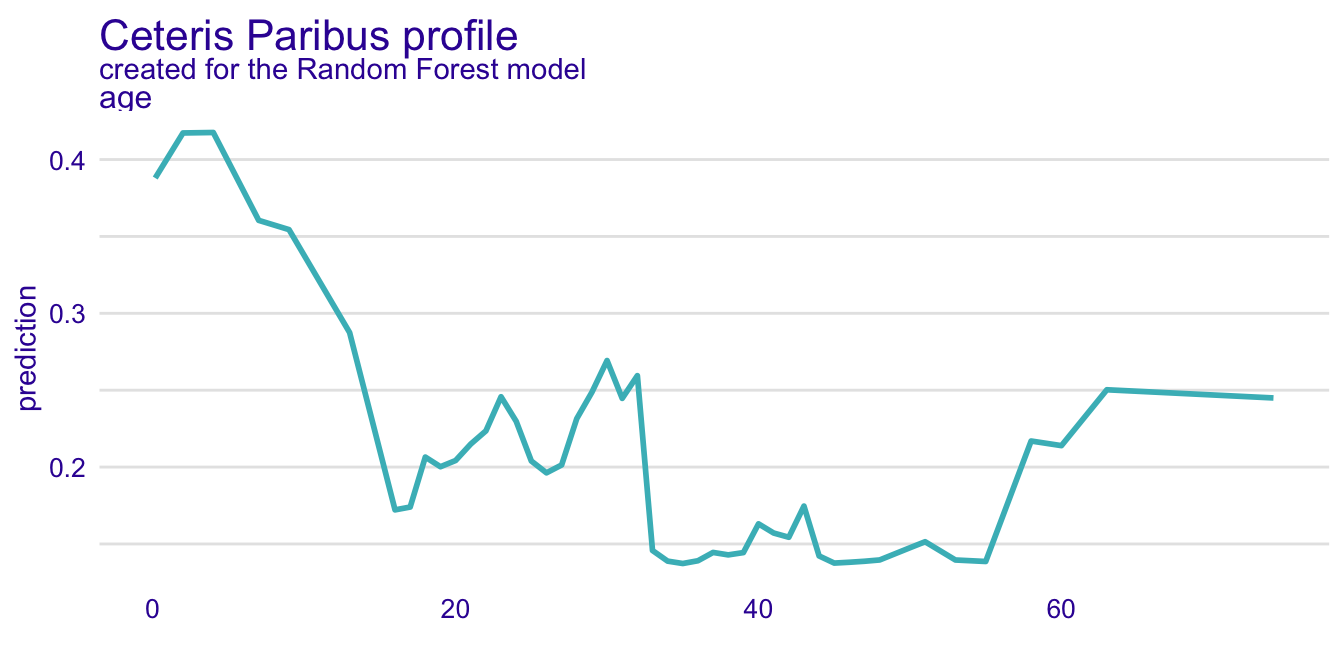 Ceteris Paribus profile
created for the Random Forest model
age
0.4
0.3
0.2
prediction
0 20 40 60